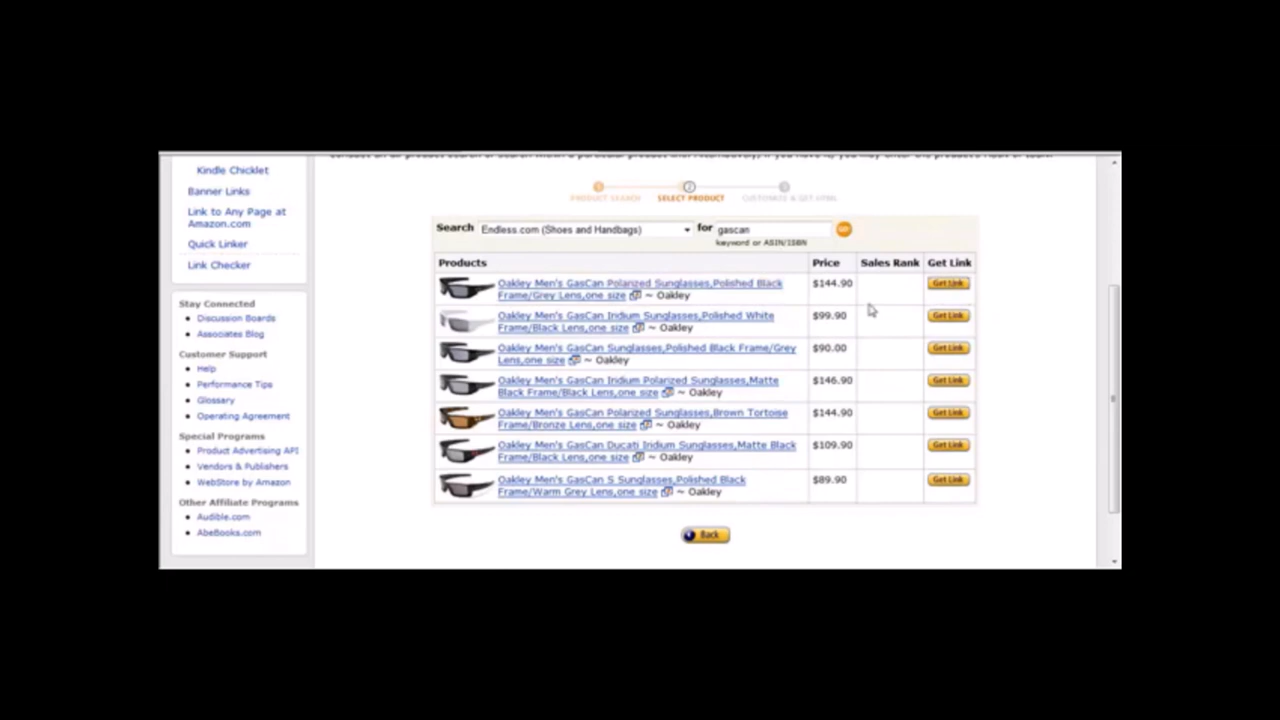 Kindle Chicklet
Banner Links
Link to Any Page at
Amazon.com
Quick Linker
Link Checker
Stay Connected
Discussion Boards
Associates Blog
Customer Support
Help
Performance Tips
Glossary
Operating Agreement
Special Programs
Product Advertising API
Vendors & Publishers
WebStore by Amazon
Other Affiliate Programs
Audible.com
AbeBooks.com
1 2 3
PRODUCT SEARCH SELECT PRODUCT CUSTOMIZE & GET HTML
Search Endless.com (Shoes and Handbags) for gascan GO
keyword or ASIN/ISBN
Products Price Sales Rank Get Link
Oakley Men's GasCan Polarized Sunglasses,Polished Black $144.90 Get Link
Frame/Grey Lens,one size ~ Oakley
Oakley Men's GasCan Iridium Sunglasses,Polished White $99.90 Get Link
Frame/Black Lens,one size ~ Oakley
Oakley Men's GasCan Sunglasses,Polished Black Frame/Grey $90.00 Get Link
Lens,one size ~ Oakley
Oakley Men's GasCan Iridium Polarized Sunglasses,Matte $146.90 Get Link
Black Frame/Black Lens,one size ~ Oakley
Oakley Men's GasCan Polarized Sunglasses,Brown Tortoise $144.90 Get Link
Frame/Bronze Lens,one size ~ Oakley
Oakley Men's GasCan Ducati Iridium Sunglasses,Matte Black $109.90 Get Link
Frame/Black Lens,one size ~ Oakley
Oakley Men's GasCan S Sunglasses,Polished Black $89.90 Get Link
Frame/Warm Grey Lens,one size ~ Oakley
Back